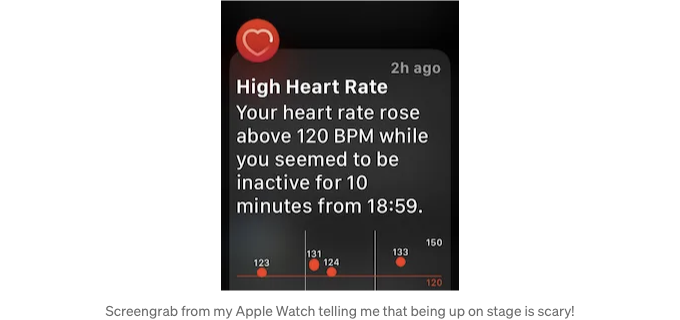 2h ago
High Heart Rate
Your heart rate rose
above 120 BPM while
you seemed to be
inactive for 10
minutes from 18:59.
150
123 131 124 133
120
Screengrab from my Apple Watch telling me that being up on stage is scary!